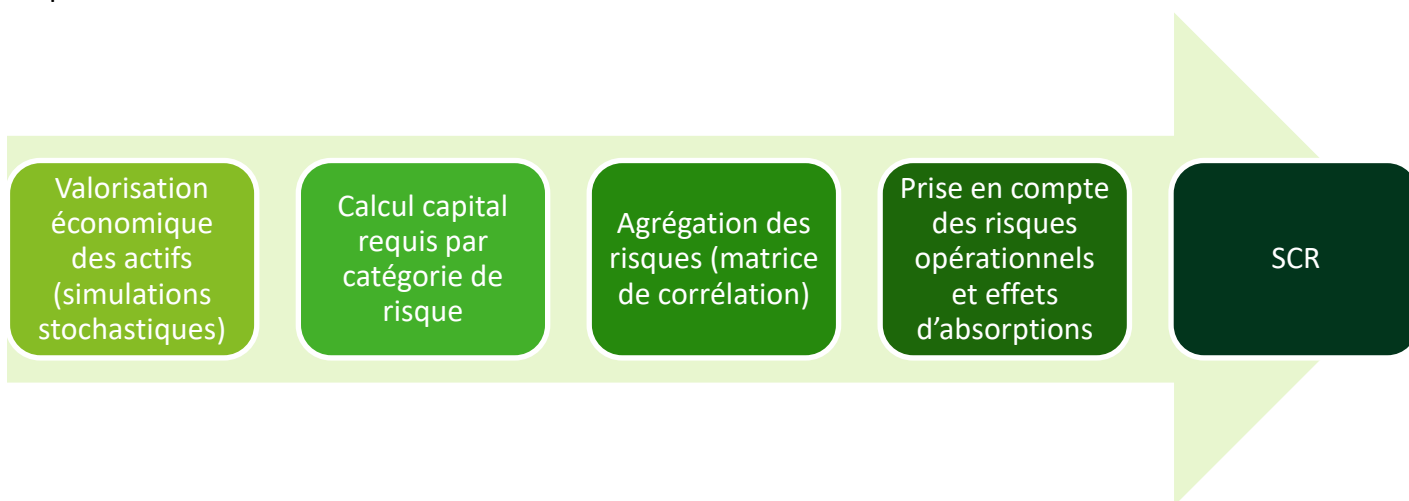 Valorisation
économique
des actifs
(simulations
stochastiques)
Calcul capital
requis par
catégorie de
risque
Agrégation des
risques (matrice
de corrélation)
Prise en compte
des risques
opérationnels
et effets
d’absorptions
SCR